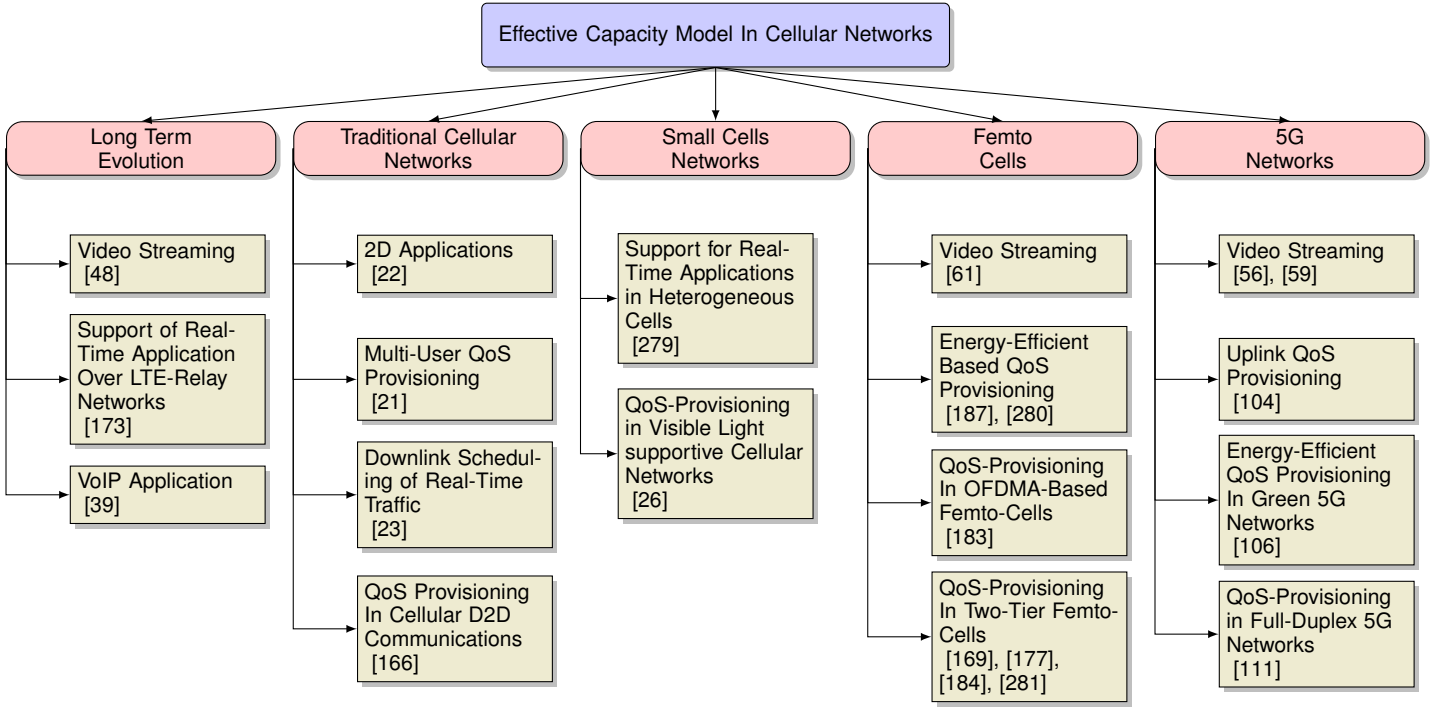 Effective Capacity Model In Cellular Networks
Long Term
Evolution
Traditional Cellular
Networks
Small Cells
Networks
Femto
Cells
5G
Networks
Video Streaming
[48]
Support of Real-
Time Application
Over LTE-Relay
Networks
[173]
VoIP Application
[39]
2D Applications
[22]
Multi-User QoS
Provisioning
[21]
Downlink Schedul-
ing of Real-Time
Traffic
[23]
QoS Provisioning
In Cellular D2D
Communications
[166]
Support for Real-
Time Applications
in Heterogeneous
Cells
[279]
QoS-Provisioning
in Visible Light
supportive Cellular
Networks
[26]
Video Streaming
[61]
Energy-Efficient
Based QoS
Provisioning
[187], [280]
QoS-Provisioning
In OFDMA-Based
Femto-Cells
[183]
QoS-Provisioning
In Two-Tier Femto-
Cells
[169], [177],
[184], [281]
Video Streaming
[56], [59]
Uplink QoS
Provisioning
[104]
Energy-Efficient
QoS Provisioning
In Green 5G
Networks
[106]
QoS-Provisioning
in Full-Duplex 5G
Networks
[111]